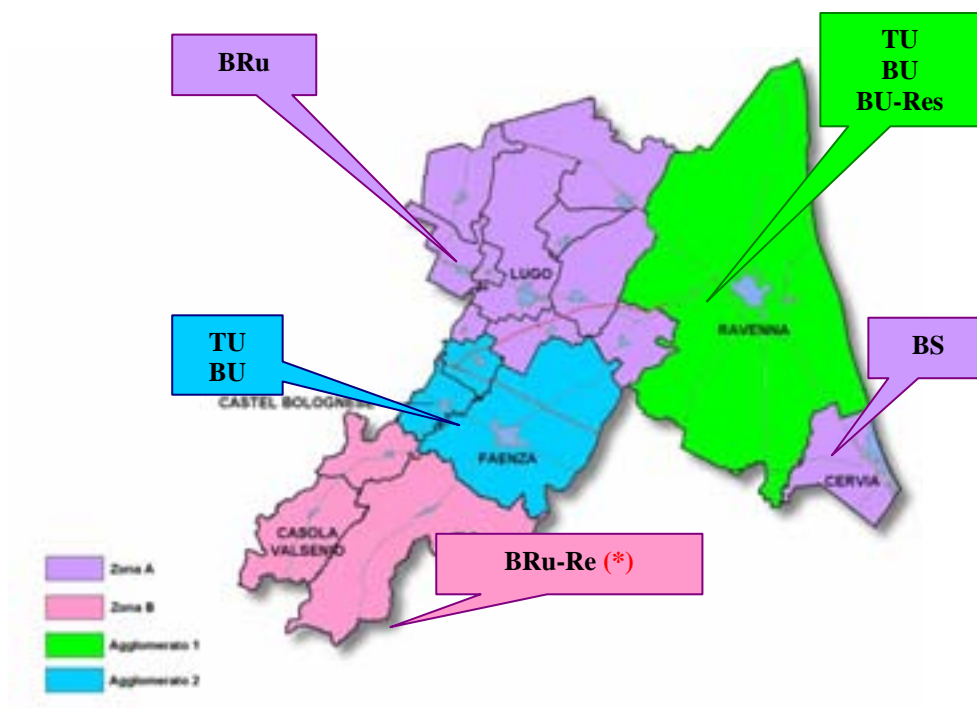 BRu
TU
BU
BU-Res
LUGO
RAVENNA
TU
BU
BS
CASTEL BOLOGNESE
FAENZA
CERVIA
CASOLA
VALSENIO
BRu-Re (*)
Zona A
Zona B
Agglomerato 1
Agglomerato 2